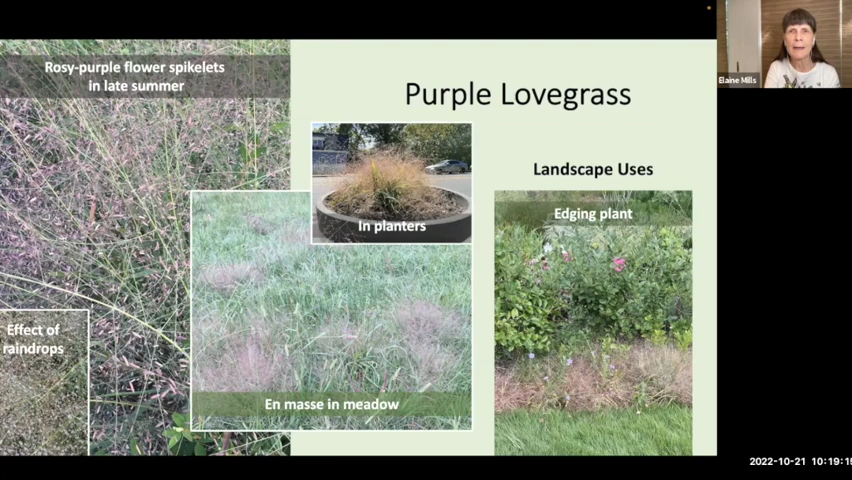 Rosy-purple flower spikelets
in late summer
Purple Lovegrass
In planters
Landscape Uses
Edging plant
Effect of
raindrops
En masse in meadow
Elaine Mills
2022-10-21 10:19:15